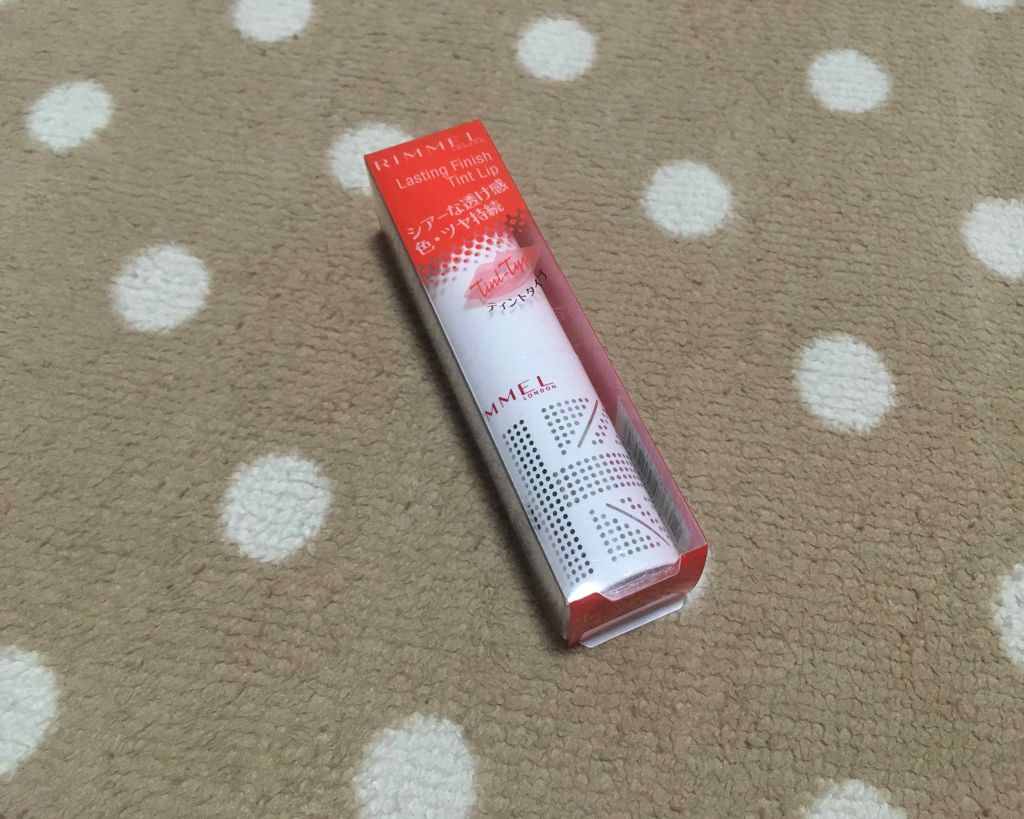 RIMMEL
LONDON
Lasting Finish
Tint Lip
シアーな透け感
色・ツヤ持続
Tint Type
ティントタイプ
MMEL
LONDON